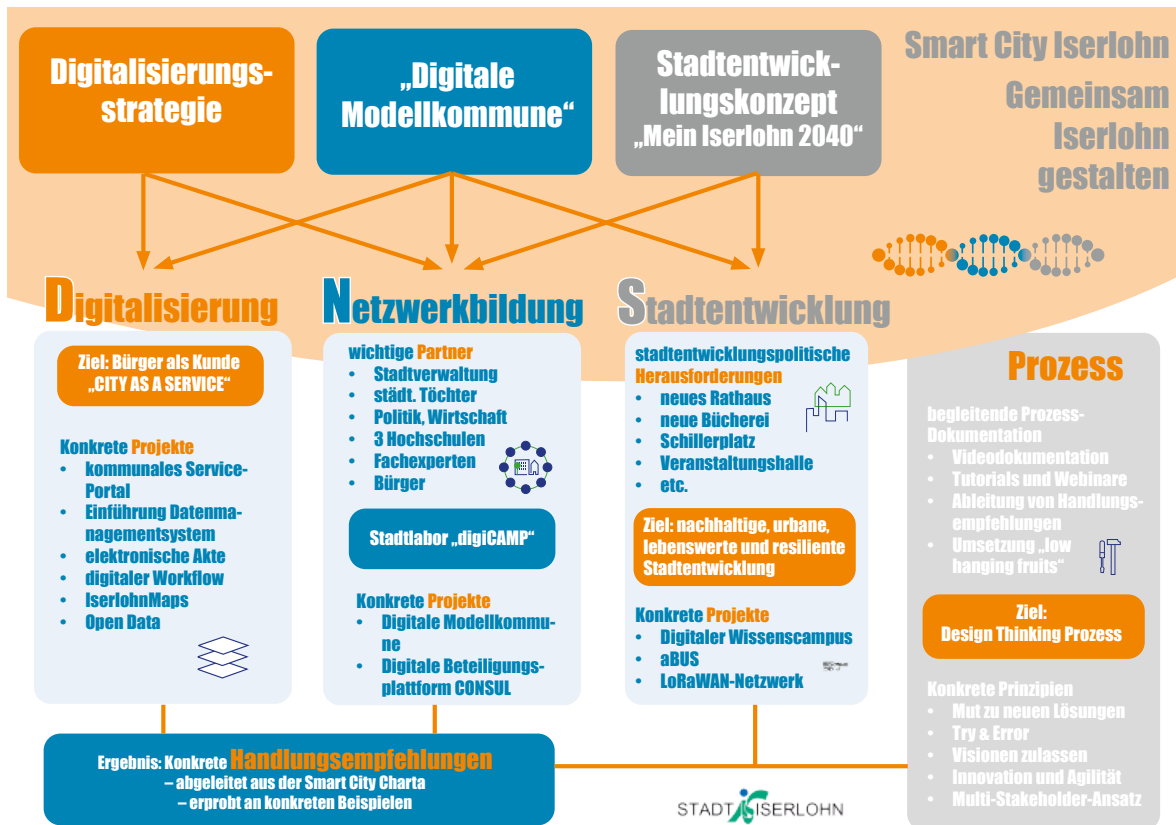 Digitalisierungs-
strategie
„Digitale
Modellkommune“
Stadtentwick-
lungskonzept
„Mein Iserlohn 2040“
Smart City Iserlohn
Gemeinsam
Iserlohn
gestalten
Digitalisierung
Ziel: Bürger als Kunde
„CITY AS A SERVICE“
Konkrete Projekte
• kommunales Service-
Portal
• Einführung Datenma-
nagementsystem
• elektronische Akte
• digitaler Workflow
• IserlohnMaps
• Open Data
Netzwerkbildung
wichtige Partner
• Stadtverwaltung
• städt. Töchter
• Politik, Wirtschaft
• 3 Hochschulen
• Fachexperten
• Bürger
Stadtlabor „digiCAMP“
Konkrete Projekte
• Digitale Modellkommu-
ne
• Digitale Beteiligungs-
plattform CONSUL
Stadtentwicklung
stadtentwicklungspolitische
Herausforderungen
• neues Rathaus
• neue Bücherei
• Schillerplatz
• Veranstaltungshalle
• etc.
Ziel: nachhaltige, urbane,
lebenswerte und resiliente
Stadtentwicklung
Konkrete Projekte
• Digitaler Wissenscampus
• aBUS
• LoRaWAN-Netzwerk
Prozess
begleitende Prozess-
Dokumentation
• Videodokumentation
• Tutorials und Webinare
• Ableitung von Handlungs-
empfehlungen
• Umsetzung „low
hanging fruits“
Ziel:
Design Thinking Prozess
Konkrete Prinzipien
• Mut zu neuen Lösungen
• Try & Error
• Visionen zulassen
• Innovation und Agilität
• Multi-Stakeholder-Ansatz
Ergebnis: Konkrete Handlungsempfehlungen
– abgeleitet aus der Smart City Charta
– erprobt an konkreten Beispielen
STADT ISERLOHN